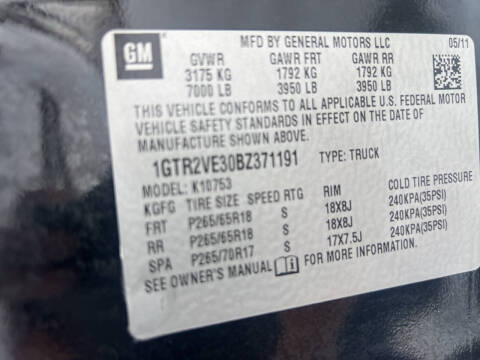 GM MFD BY GENERAL MOTORS LLC 05/11
GVWR GAWR FRT GAWR RR
3175 KG 1792 KG 1792 KG
7000 LB 3950 LB 3950 LB
THIS VEHICLE CONFORMS TO ALL APPLICABLE U.S. FEDERAL MOTOR
VEHICLE SAFETY STANDARDS IN EFFECT ON THE DATE OF
MANUFACTURE SHOWN ABOVE.
1GTR2VE30BZ371191 TYPE: TRUCK
MODEL: K10753
KGFG TIRE SIZE SPEED RTG RIM COLD TIRE PRESSURE
FRT P265/65R18 S 18X8J 240KPA(35PSI)
RR P265/65R18 S 18X8J 240KPA(35PSI)
SPA P265/70R17 S 17X7.5J 240KPA(35PSI)
SEE OWNER'S MANUAL FOR MORE INFORMATION.